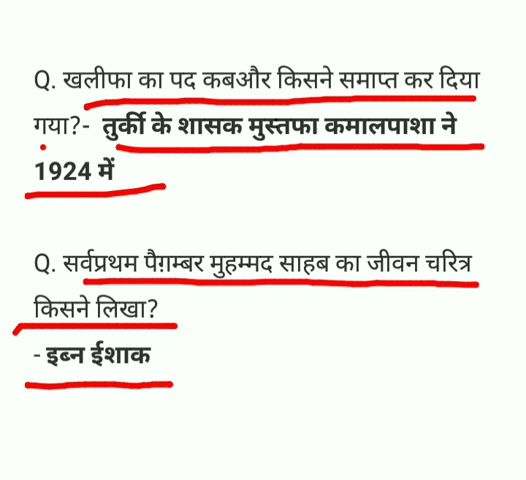 Q. खलीफा का पद कबऔर किसने समाप्त कर दिया
गया?- तुर्की के शासक मुस्तफा कमालपाशा ने
1924 में
Q. सर्वप्रथम पैग़म्बर मुहम्मद साहब का जीवन चरित्र
किसने लिखा?
- इब्न ईशाक